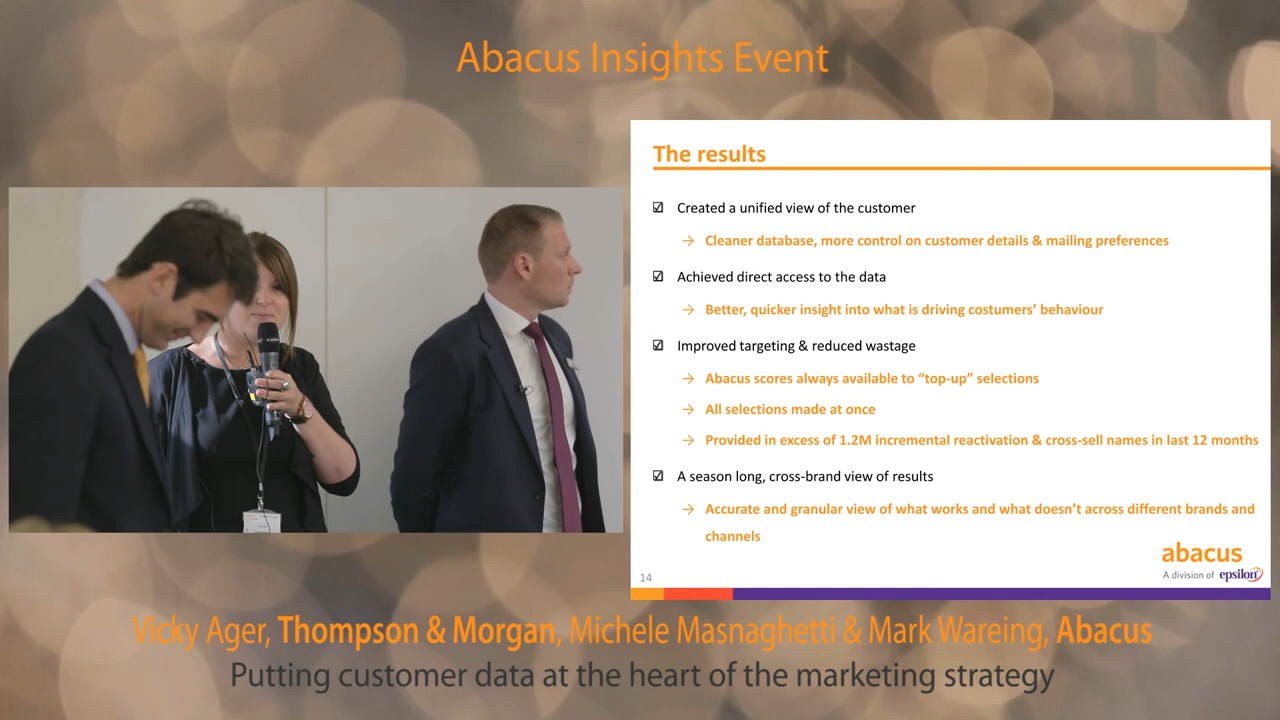 Abacus Insights Event
The results
☑ Created a unified view of the customer
→ Cleaner database, more control on customer details & mailing preferences
☑ Achieved direct access to the data
→ Better, quicker insight into what is driving costumers’ behaviour
☑ Improved targeting & reduced wastage
→ Abacus scores always available to “top-up” selections
→ All selections made at once
→ Provided in excess of 1.2M incremental reactivation & cross-sell names in last 12 months
☑ A season long, cross-brand view of results
→ Accurate and granular view of what works and what doesn’t across different brands and
channels
abacus
A division of epsilon
14
Vicky Ager, Thompson & Morgan, Michele Masnaghetti & Mark Wareing, Abacus
Putting customer data at the heart of the marketing strategy